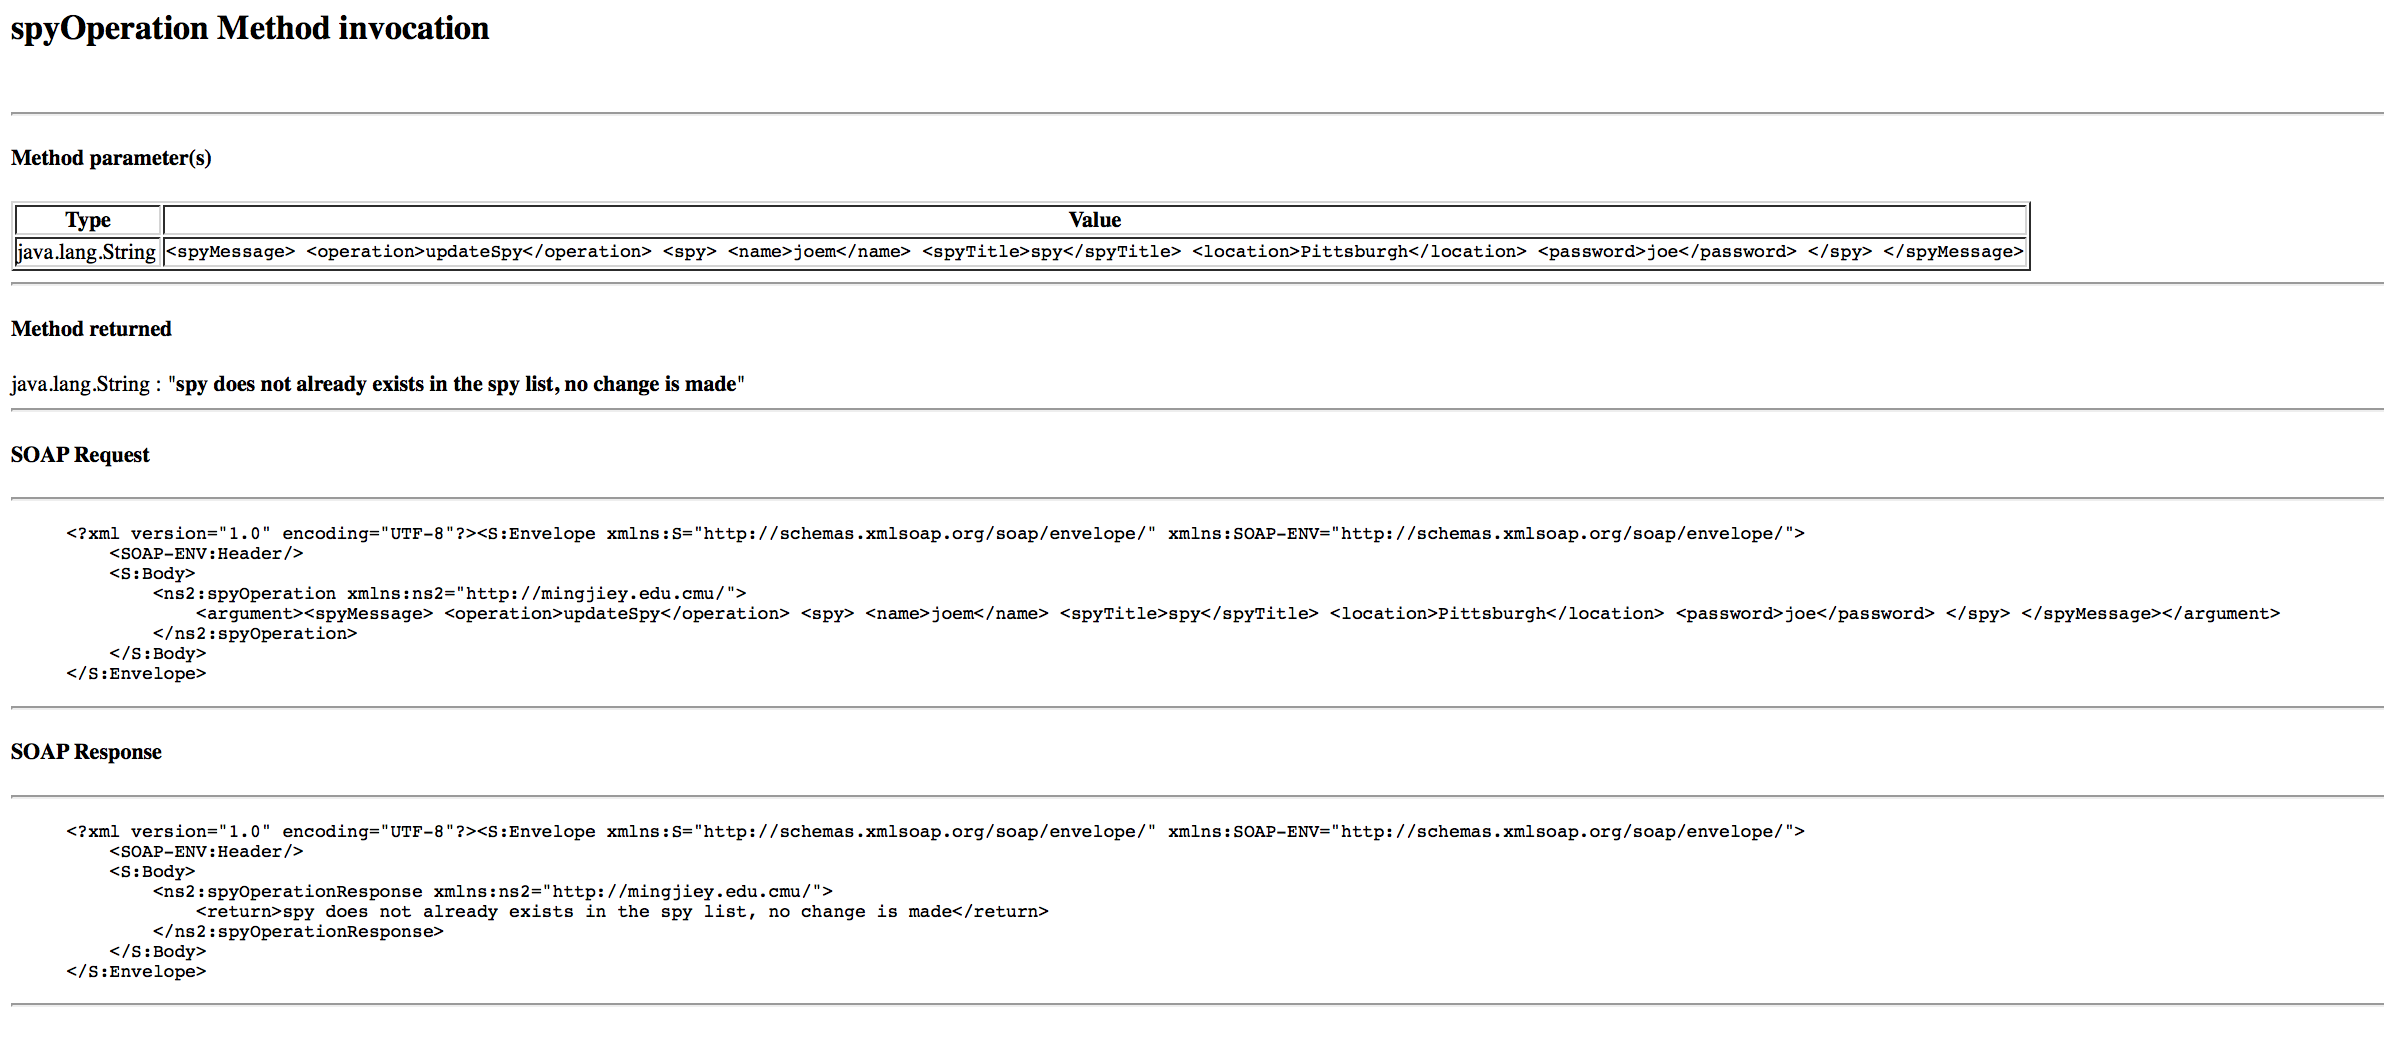 spyOperation Method invocation
Method parameter(s)
Type Value
java.lang.String <spyMessage> <operation>updateSpy</operation> <spy> <name>joem</name> <spyTitle>spy</spyTitle> <location>Pittsburgh</location> <password>joe</password> </spy> </spyMessage>
Method returned
java.lang.String : "spy does not already exists in the spy list, no change is made"
SOAP Request
<?xml version="1.0" encoding="UTF-8"?><S:Envelope xmlns:S="http://schemas.xmlsoap.org/soap/envelope/" xmlns:SOAP-ENV="http://schemas.xmlsoap.org/soap/envelope/">
<SOAP-ENV:Header/>
<S:Body>
<ns2:spyOperation xmlns:ns2="http://mingjiey.edu.cmu/">
<argument><spyMessage> <operation>updateSpy</operation> <spy> <name>joem</name> <spyTitle>spy</spyTitle> <location>Pittsburgh</location> <password>joe</password> </spy> </spyMessage></argument>
</ns2:spyOperation>
</S:Body>
</S:Envelope>
SOAP Response
<?xml version="1.0" encoding="UTF-8"?><S:Envelope xmlns:S="http://schemas.xmlsoap.org/soap/envelope/" xmlns:SOAP-ENV="http://schemas.xmlsoap.org/soap/envelope/">
<SOAP-ENV:Header/>
<S:Body>
<ns2:spyOperationResponse xmlns:ns2="http://mingjiey.edu.cmu/">
<return>spy does not already exists in the spy list, no change is made</return>
</ns2:spyOperationResponse>
</S:Body>
</S:Envelope>